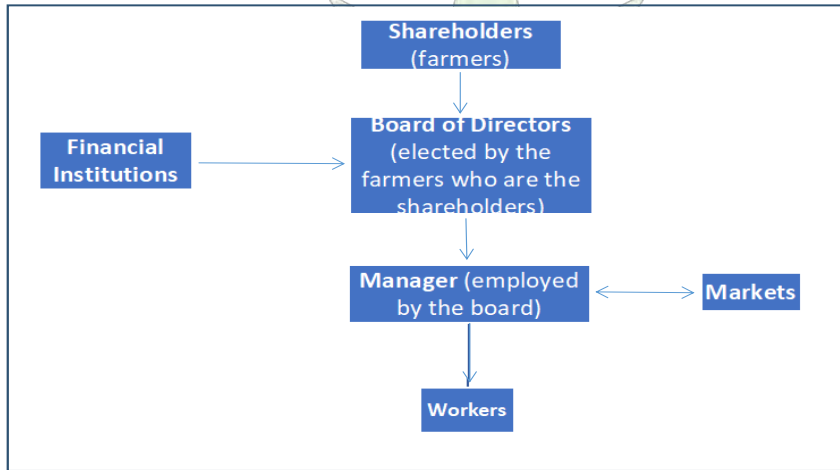 Shareholders
(farmers)
Board of Directors
(elected by the
farmers who are the
shareholders)
Financial
Institutions
Manager (employed
by the board)
Markets
Workers